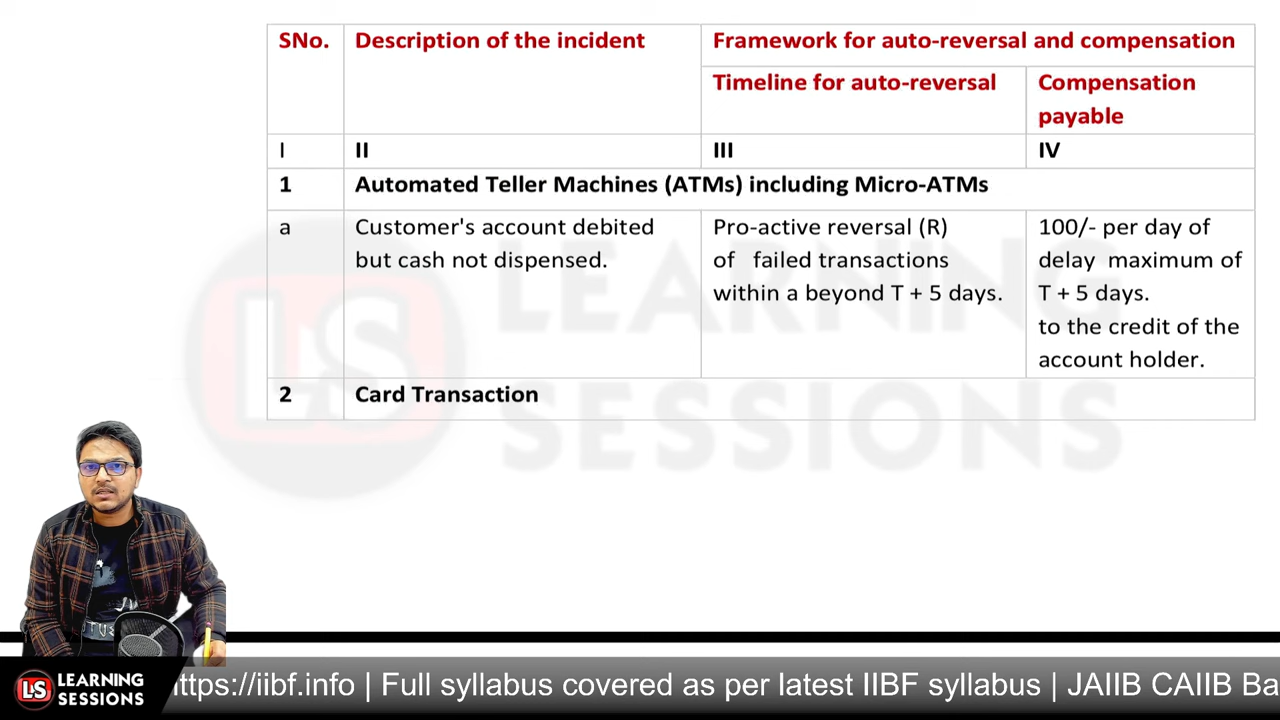 SNo. Description of the incident Framework for auto-reversal and compensation
Timeline for auto-reversal Compensation
payable
I II III IV
1 Automated Teller Machines (ATMs) including Micro-ATMs
a Customer's account debited Pro-active reversal (R) 100/- per day of
but cash not dispensed. of failed transactions delay maximum of
within a beyond T + 5 days. T + 5 days.
to the credit of the
account holder.
2 Card Transaction
LS LEARNING
SESSIONS
LS LEARNING
SESSIONS
ttps://iibf.info | Full syllabus covered as per latest IIBF syllabus | JAIIB CAIIB Ba